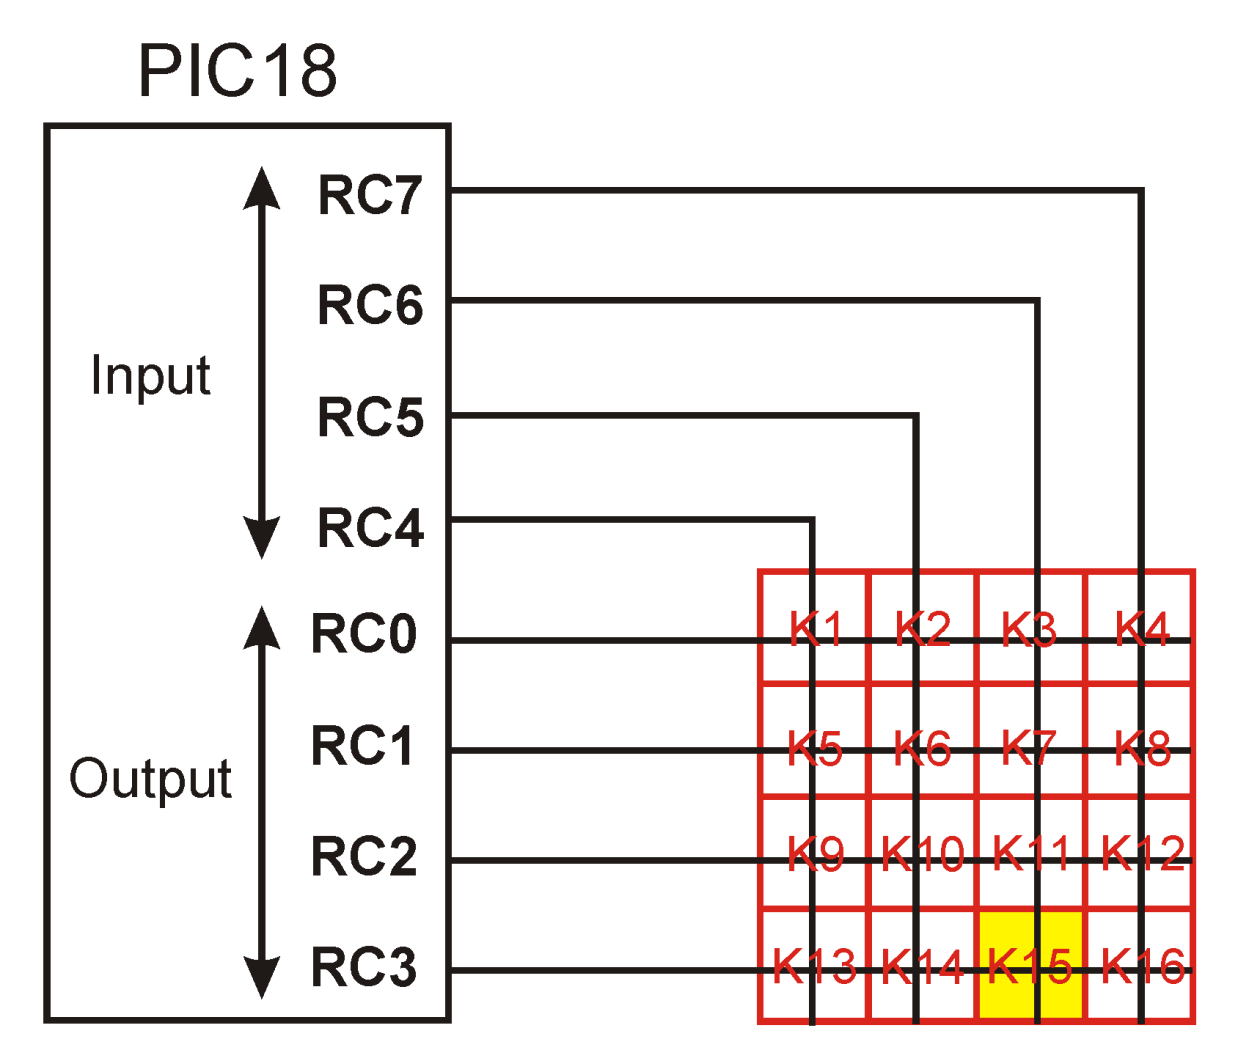 PIC18
RC7
RC6
Input
RC5
RC4
RC0
K1 K2 K3 K4
RC1
K5 K6 K7 K8
Output
RC2
K9 K10 K11 K12
RC3
K13 K14 K15 K16